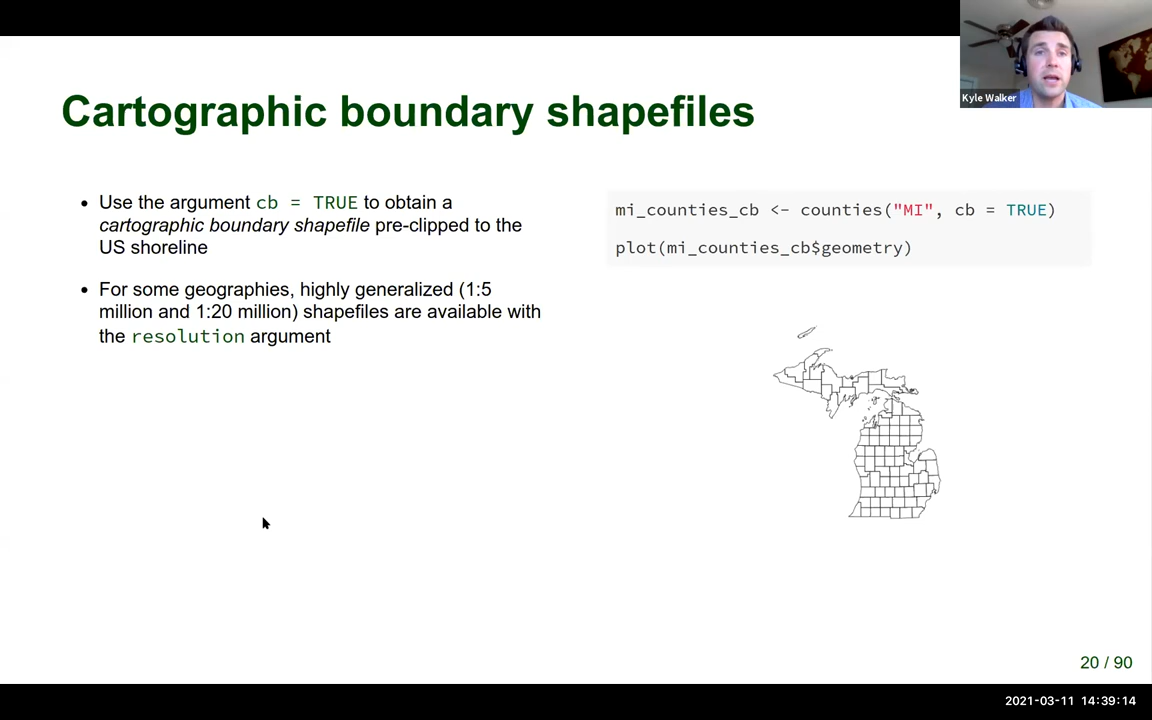 Kyle Walker
Cartographic boundary shapefiles
• Use the argument cb = TRUE to obtain a
cartographic boundary shapefile pre-clipped to the
US shoreline
• For some geographies, highly generalized (1:5
million and 1:20 million) shapefiles are available with
the resolution argument
mi_counties_cb <- counties("MI", cb = TRUE)
plot(mi_counties_cb$geometry)
20 / 90
2021-03-11 14:39:14